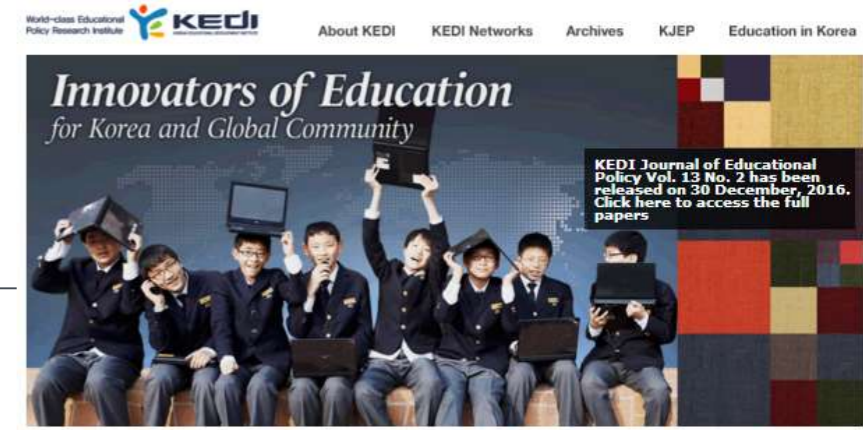 World-class Educational
Policy Research Institute
KEDI
About KEDI
KEDI Networks
Archives
KJEP
Education in Korea
Innovators of Education
for Korea and Global Community
KEDI Journal of Educational
Policy Vol. 13 No. 2 has been
released on 30 December, 2016.
Click here to access the full
papers